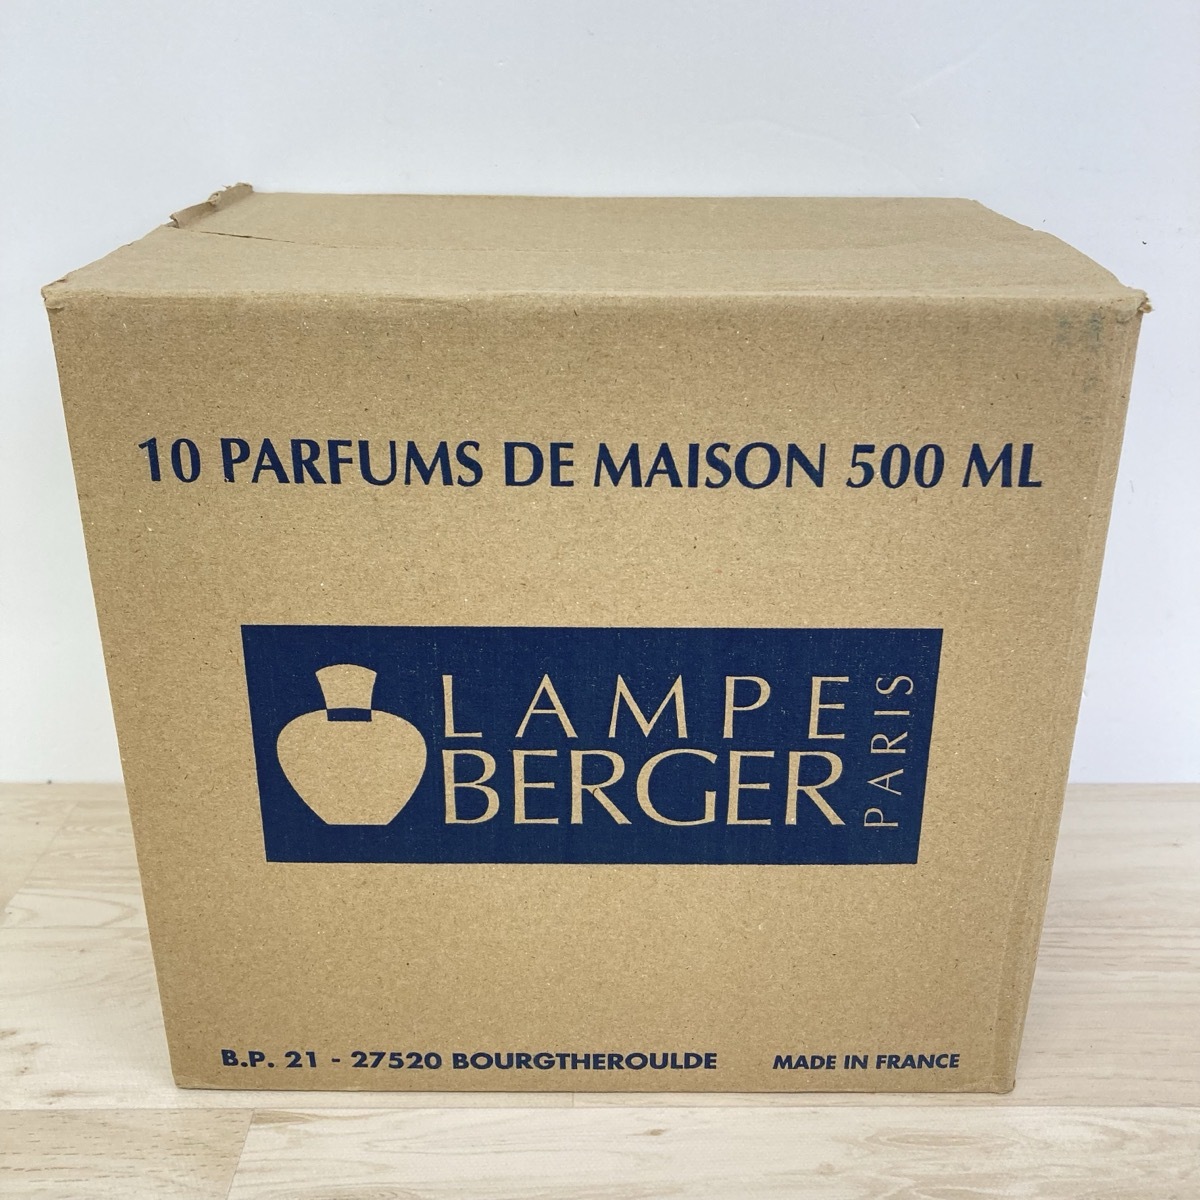 10 PARFUMS DE MAISON 500 ML
LAMPE
BERGER
PARIS
B.P. 21 - 27520 BOURGTHEROULDE MADE IN FRANCE